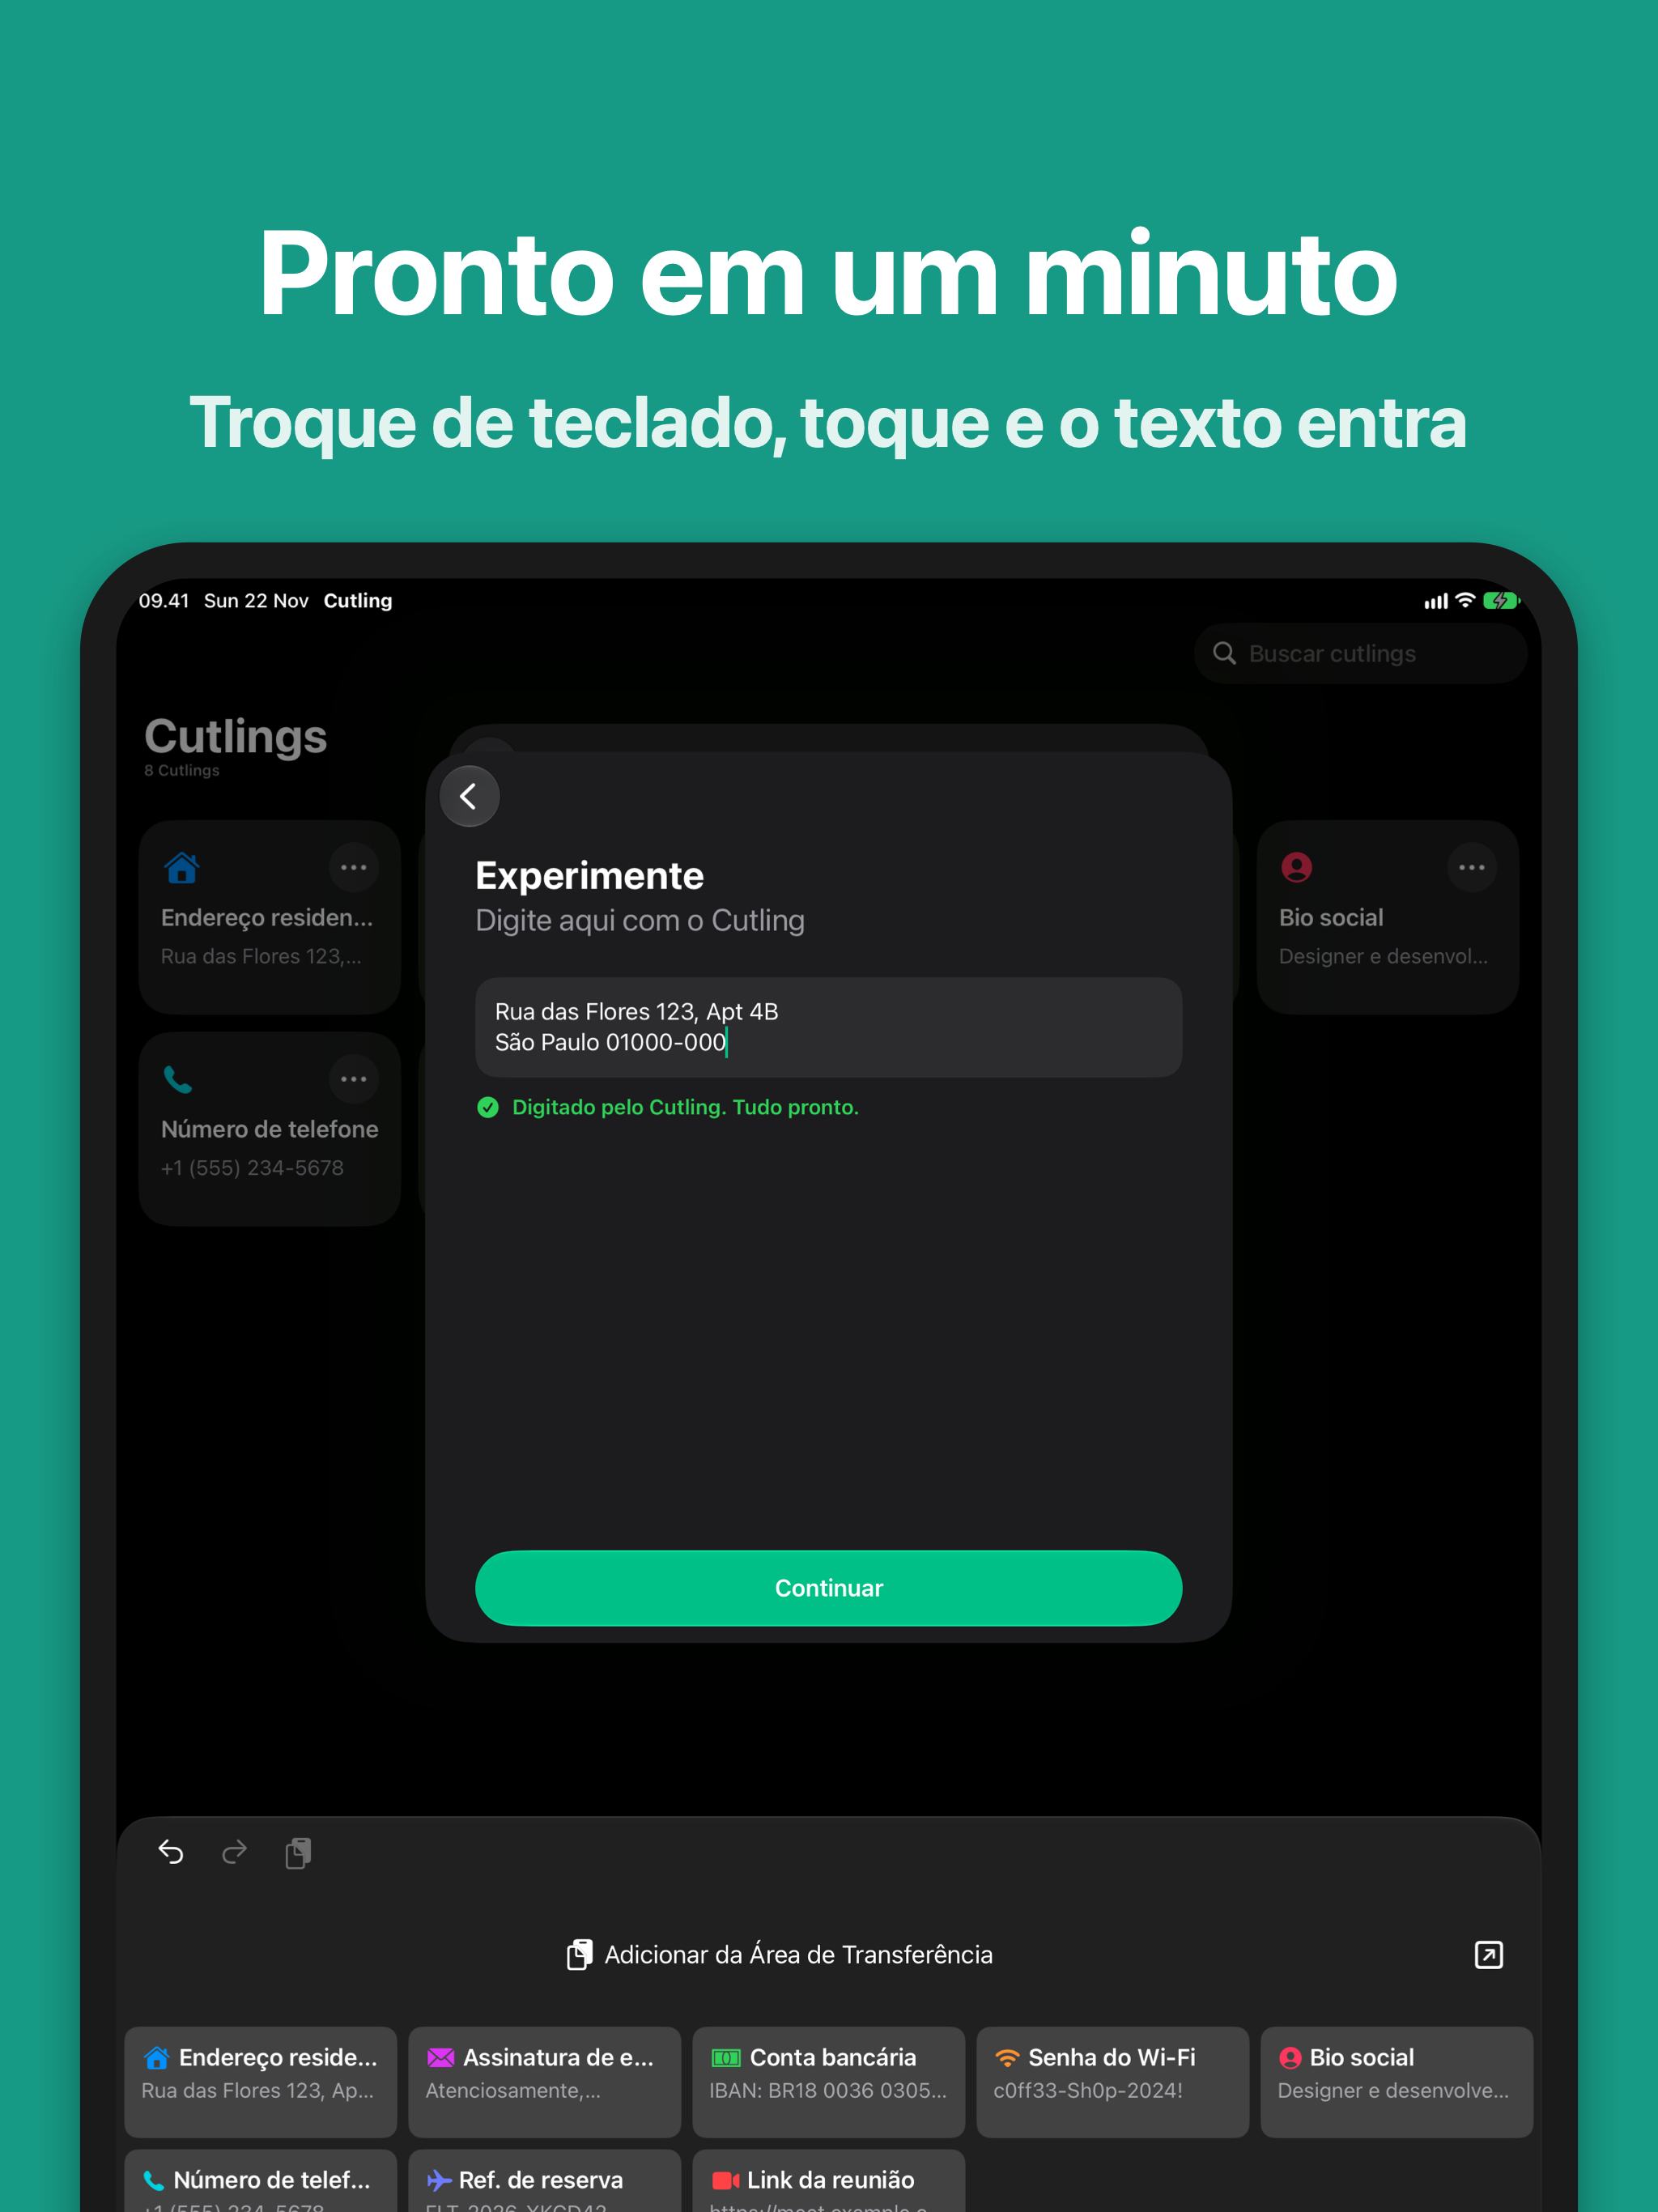 Pronto em um minuto
Troque de teclado, toque e o texto entra
09.41 Sun 22 Nov Cutling
Buscar cutlings
Cutlings
8 Cutlings
Endereço residen...
Rua das Flores 123,...
Bio social
Designer e desenvol...
Número de telefone
+1 (555) 234-5678
Experimente
Digite aqui com o Cutling
Rua das Flores 123, Apt 4B
São Paulo 01000-000
Digitado pelo Cutling. Tudo pronto.
Continuar
Adicionar da Área de Transferência
Endereço reside...
Rua das Flores 123, Ap...
Assinatura de e...
Atenciosamente,...
Conta bancária
IBAN: BR18 0036 0305...
Senha do Wi-Fi
c0ff33-Sh0p-2024!
Bio social
Designer e desenvolve...
Número de telef...
+1 (555) 234-5678
Ref. de reserva
Link da reunião